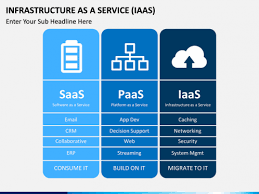 INFRASTRUCTURE AS A SERVICE (IAAS)
Enter Your Sub Headline Here
SaaS PaaS IaaS
Software as a Service Platform as a Service Infrastructure as a Service
Email App Dev Caching
CRM Decision Support Networking
Collaborative Web Security
ERP Streaming System Mgmt
CONSUME IT BUILD ON IT MIGRATE TO IT